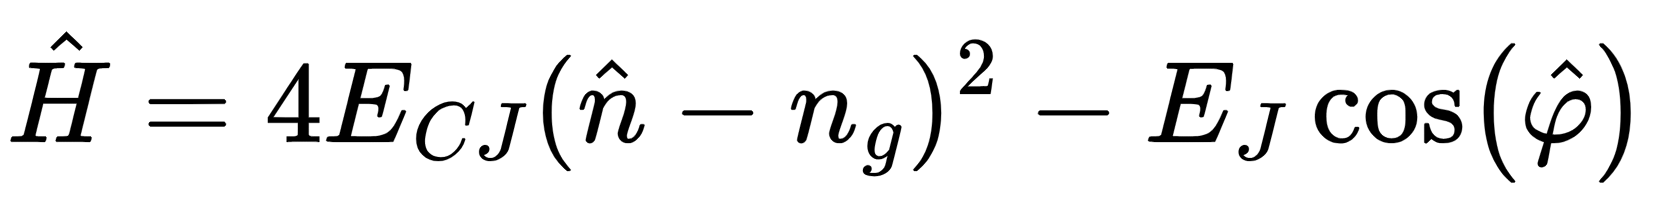 Ĥ = 4E_{CJ}(n̂ − n_g)² − E_J cos(φ̂)